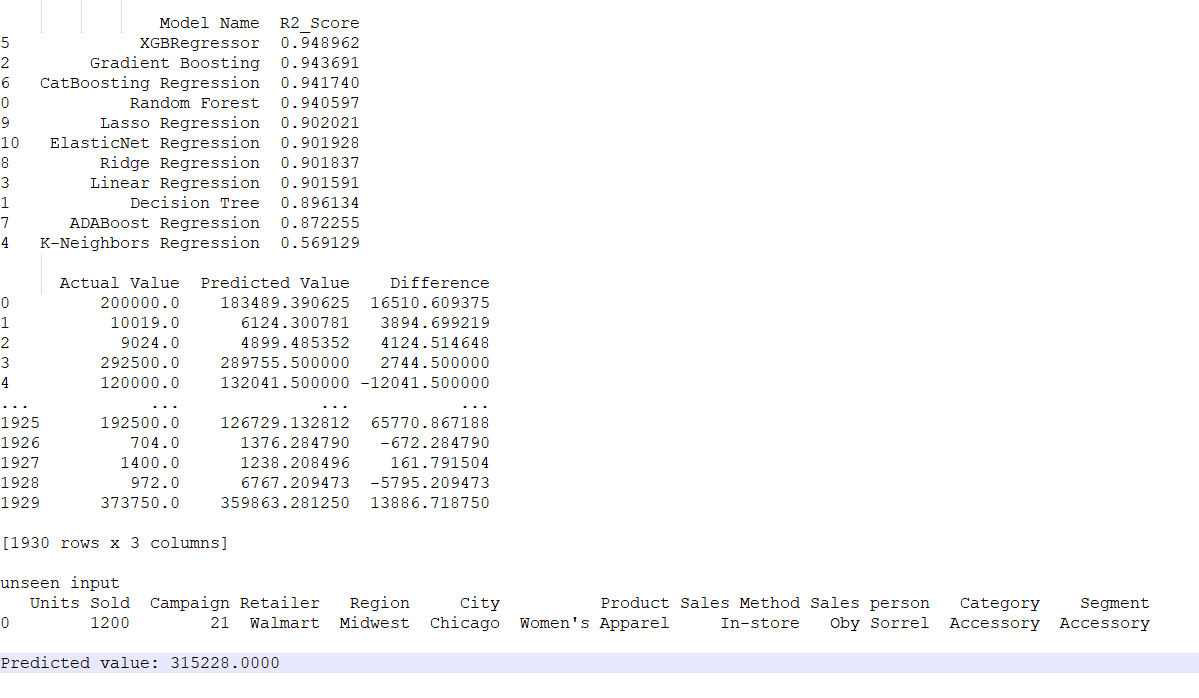 Model Name R2_Score
5 XGBRegressor 0.948962
2 Gradient Boosting 0.943691
6 CatBoosting Regression 0.941740
0 Random Forest 0.940597
9 Lasso Regression 0.902021
10 ElasticNet Regression 0.901928
8 Ridge Regression 0.901837
3 Linear Regression 0.901591
1 Decision Tree 0.896134
7 ADABoost Regression 0.872255
4 K-Neighbors Regression 0.569129
Actual Value Predicted Value Difference
0 200000.0 183489.390625 16510.609375
1 10019.0 6124.300781 3894.699219
2 9024.0 4899.485352 4124.514648
3 292500.0 289755.500000 2744.500000
4 120000.0 132041.500000 -12041.500000
... ... ... ...
1925 192500.0 126729.132812 65770.867188
1926 704.0 1376.284790 -672.284790
1927 1400.0 1238.208496 161.791504
1928 972.0 6767.209473 -5795.209473
1929 373750.0 359863.281250 13886.718750
[1930 rows x 3 columns]
unseen input
Units Sold Campaign Retailer Region City Product Sales Method Sales person Category Segment
0 1200 21 Walmart Midwest Chicago Women's Apparel In-store Oby Sorrel Accessory Accessory
Predicted value: 315228.0000